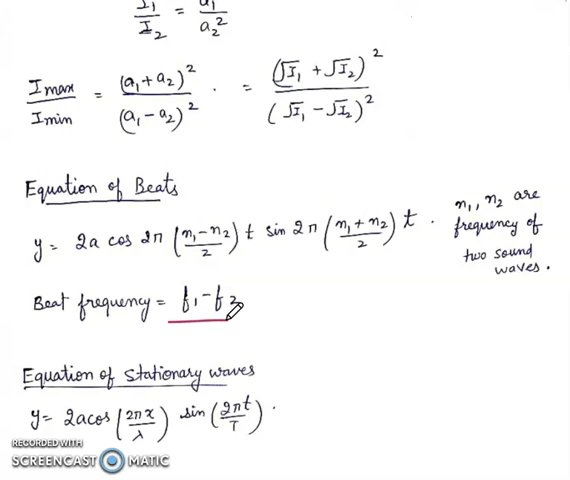 I₁/I₂ = a₁²/a₂²
Imax/Imin = (a₁+a₂)²/(a₁-a₂)² · = (√I₁ + √I₂)²/(√I₁ - √I₂)²
Equation of Beats
y = 2a cos 2π ((n₁-n₂)/2) t sin 2π ((n₁+n₂)/2) t .
n₁, n₂ are
frequency of
two sound
waves.
Beat frequency = f₁-f₂
Equation of stationary waves
y = 2a cos (2πx/λ) sin (2πt/T) .
RECORDED WITH
SCREENCAST MATIC